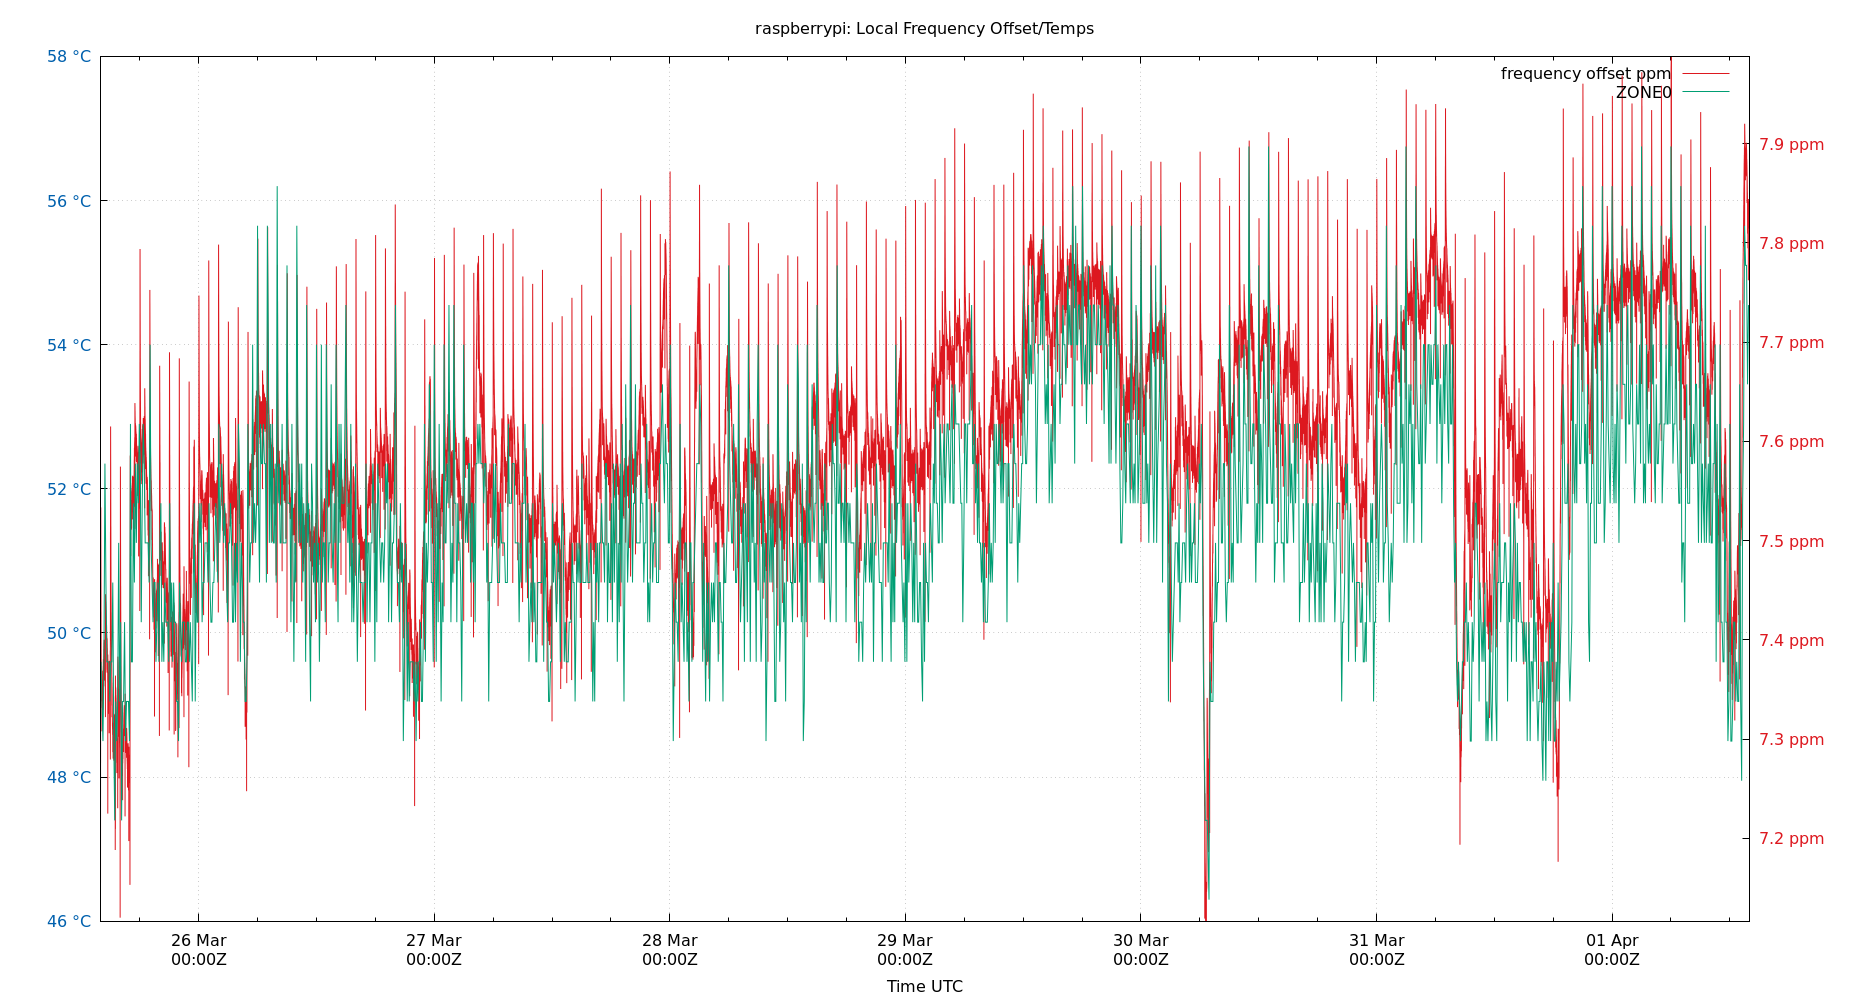 raspberrypi: Local Frequency Offset/Temps
frequency offset ppm
ZONE0
58 °C
56 °C
54 °C
52 °C
50 °C
48 °C
46 °C
7.9 ppm
7.8 ppm
7.7 ppm
7.6 ppm
7.5 ppm
7.4 ppm
7.3 ppm
7.2 ppm
26 Mar
00:00Z
27 Mar
00:00Z
28 Mar
00:00Z
29 Mar
00:00Z
30 Mar
00:00Z
31 Mar
00:00Z
01 Apr
00:00Z
Time UTC